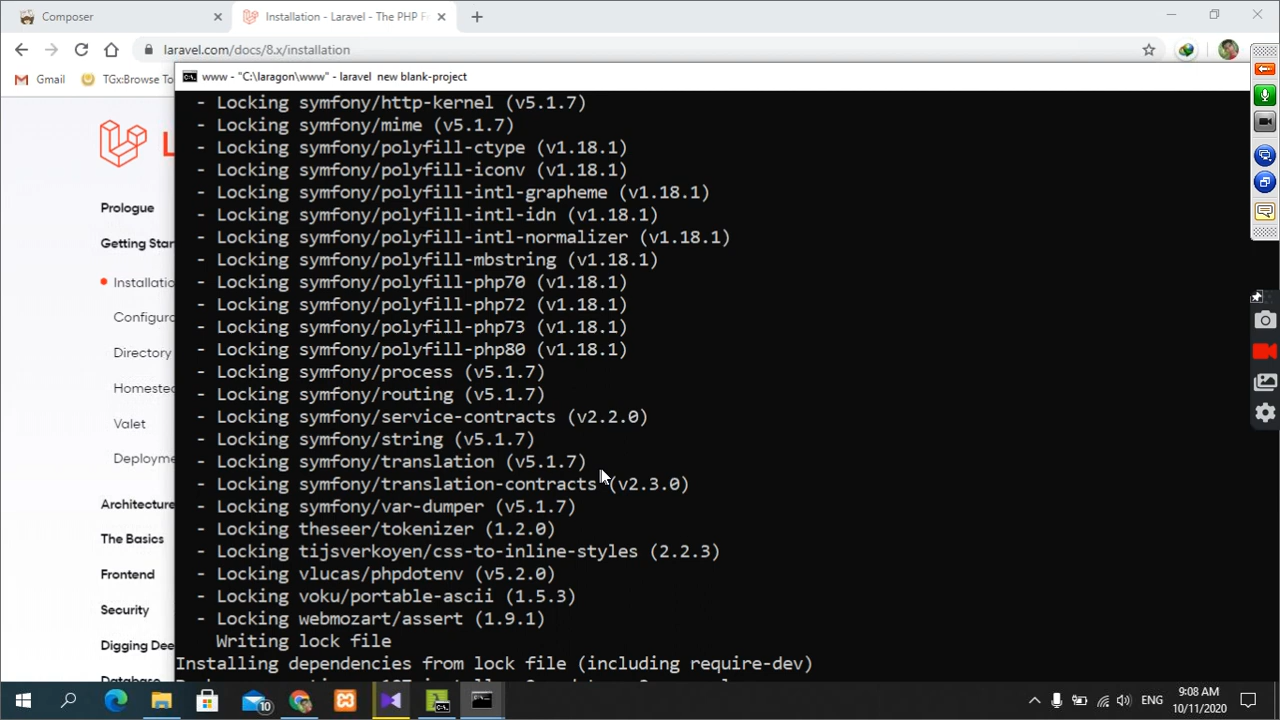 Composer
Installation - Laravel - The PHP F
laravel.com/docs/8.x/installation
Gmail
TGx:Browse To
www - "C:\laragon\www" - laravel new blank-project
L
Prologue
Getting Star
Installatio
Configura
Directory
Homestea
Valet
Deployme
Architecture
The Basics
Frontend
Security
Digging Dee
Database
- Locking symfony/http-kernel (v5.1.7)
- Locking symfony/mime (v5.1.7)
- Locking symfony/polyfill-ctype (v1.18.1)
- Locking symfony/polyfill-iconv (v1.18.1)
- Locking symfony/polyfill-intl-grapheme (v1.18.1)
- Locking symfony/polyfill-intl-idn (v1.18.1)
- Locking symfony/polyfill-intl-normalizer (v1.18.1)
- Locking symfony/polyfill-mbstring (v1.18.1)
- Locking symfony/polyfill-php70 (v1.18.1)
- Locking symfony/polyfill-php72 (v1.18.1)
- Locking symfony/polyfill-php73 (v1.18.1)
- Locking symfony/polyfill-php80 (v1.18.1)
- Locking symfony/process (v5.1.7)
- Locking symfony/routing (v5.1.7)
- Locking symfony/service-contracts (v2.2.0)
- Locking symfony/string (v5.1.7)
- Locking symfony/translation (v5.1.7)
- Locking symfony/translation-contracts (v2.3.0)
- Locking symfony/var-dumper (v5.1.7)
- Locking theseer/tokenizer (1.2.0)
- Locking tijsverkoyen/css-to-inline-styles (2.2.3)
- Locking vlucas/phpdotenv (v5.2.0)
- Locking voku/portable-ascii (1.5.3)
- Locking webmozart/assert (1.9.1)
Writing lock file
Installing dependencies from lock file (including require-dev)
10
ENG
9:08 AM
10/11/2020